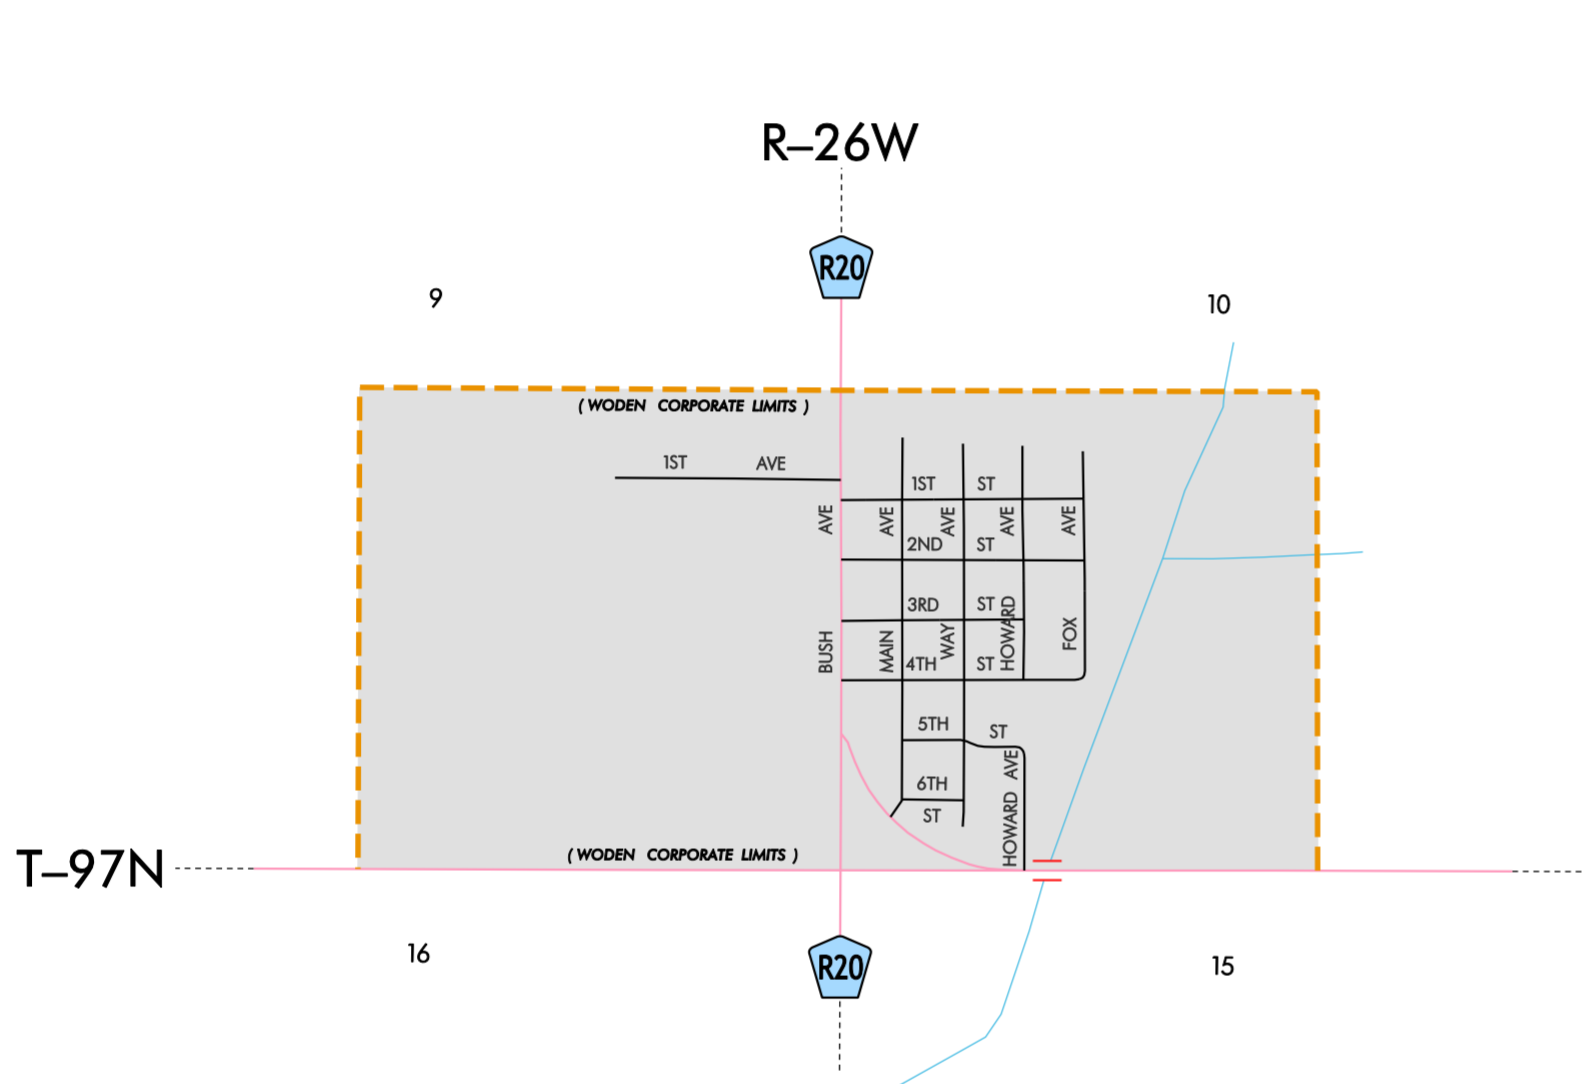 R–26W
R20
9
10
( WODEN CORPORATE LIMITS )
1ST AVE
1ST ST
AVE
AVE
AVE
AVE
AVE
2ND ST
3RD ST
BUSH
MAIN
WAY
HOWARD
FOX
4TH ST
5TH ST
HOWARD AVE
6TH
ST
( WODEN CORPORATE LIMITS )
T–97N
16
R20
15